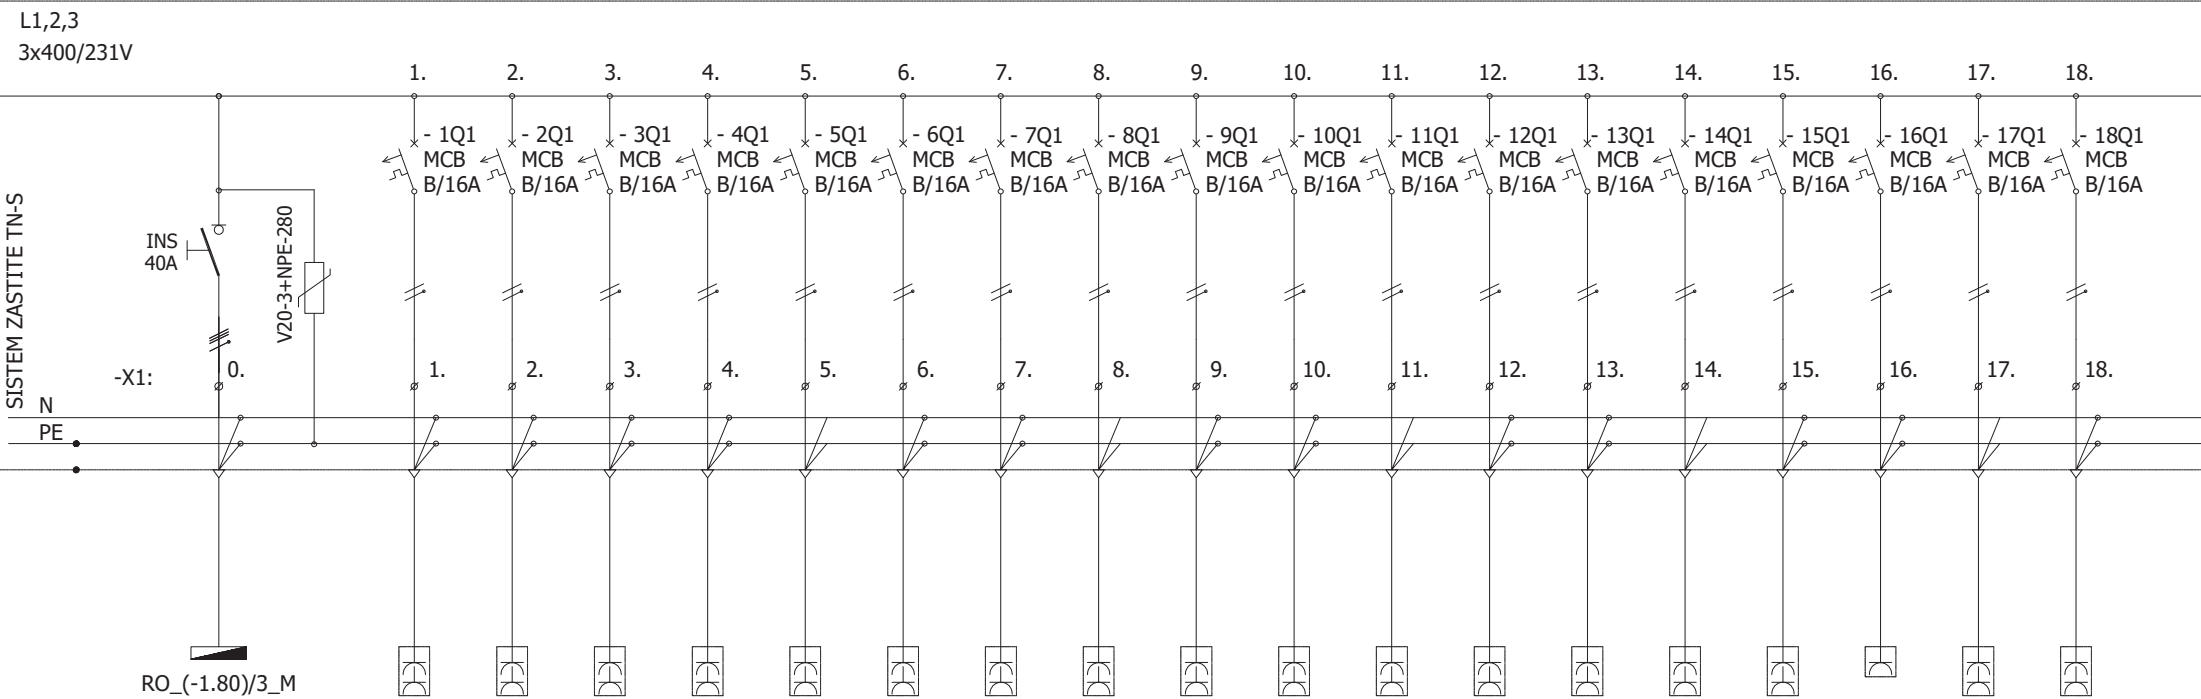 L1,2,3
3x400/231V
1. 2. 3. 4. 5. 6. 7. 8. 9. 10. 11. 12. 13. 14. 15. 16. 17. 18.
- 1Q1 - 2Q1 - 3Q1 - 4Q1 - 5Q1 - 6Q1 - 7Q1 - 8Q1 - 9Q1 - 10Q1 - 11Q1 - 12Q1 - 13Q1 - 14Q1 - 15Q1 - 16Q1 - 17Q1 - 18Q1
MCB MCB MCB MCB MCB MCB MCB MCB MCB MCB MCB MCB MCB MCB MCB MCB MCB MCB
B/16A B/16A B/16A B/16A B/16A B/16A B/16A B/16A B/16A B/16A B/16A B/16A B/16A B/16A B/16A B/16A B/16A B/16A
SISTEM ZASTITE TN-S
INS
40A
V20-3+NPE-280
-X1: 0. 1. 2. 3. 4. 5. 6. 7. 8. 9. 10. 11. 12. 13. 14. 15. 16. 17. 18.
N
PE
RO_(-1.80)/3_M